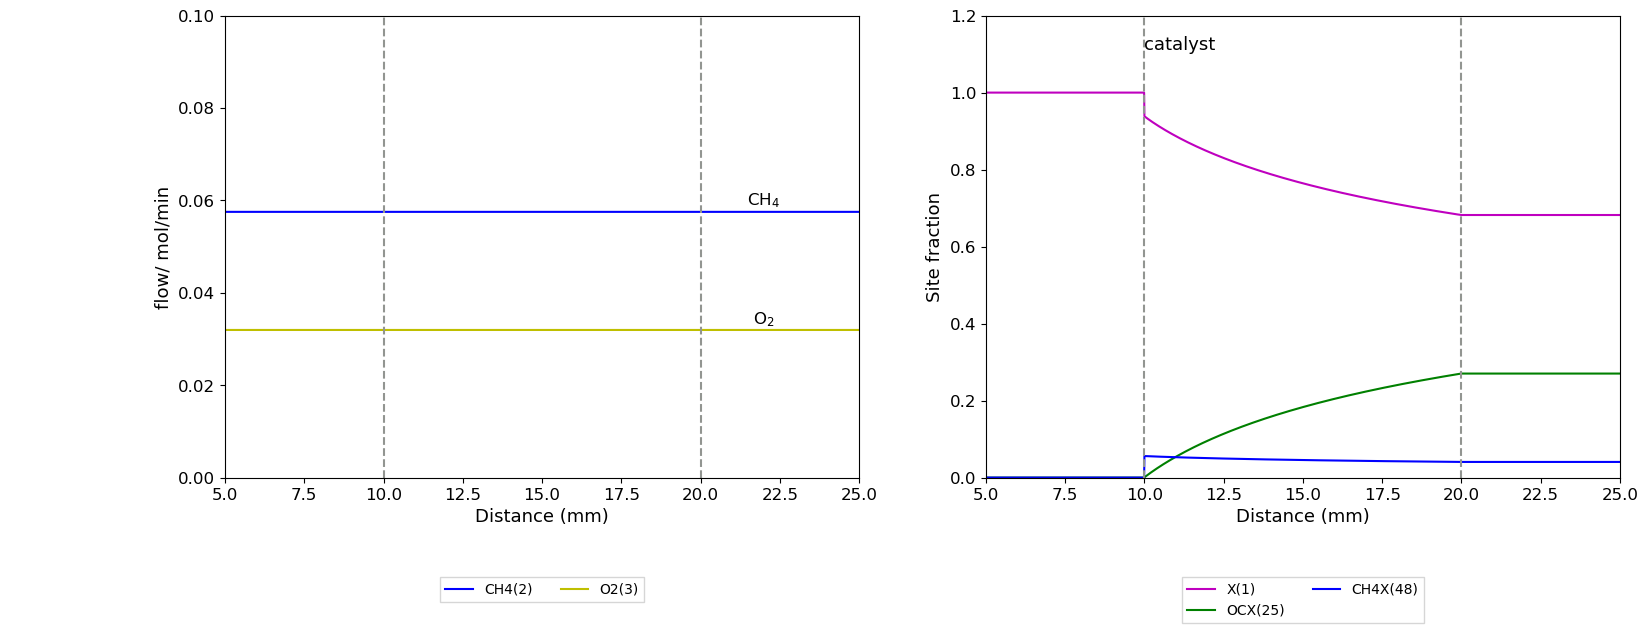 0.10
0.08
0.06
0.04
0.02
0.00
flow/ mol/min
CH₄
O₂
5.0 7.5 10.0 12.5 15.0 17.5 20.0 22.5 25.0
Distance (mm)
CH4(2) O2(3)
1.2
1.0
0.8
0.6
0.4
0.2
0.0
Site fraction
catalyst
5.0 7.5 10.0 12.5 15.0 17.5 20.0 22.5 25.0
Distance (mm)
X(1) CH4X(48)
OCX(25)